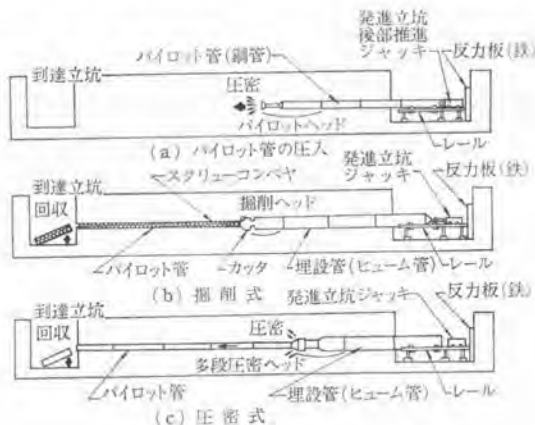 発進立坑
後部推進
ジャッキ
反力板(鉄)
パイロット管(鋼管)
到達立坑
圧密
パイロットヘッド
レール
(a) パイロット管の圧入
到達立坑
スクリューコンベヤ
発進立坑
ジャッキ
反力板(鉄)
回収
掘削ヘッド
パイロット管
カッタ
埋設管(ヒューム管)
レール
(b) 掘削式
到達立坑
反力板(鉄)
回収
圧密
発進立坑ジャッキ
多段圧密ヘッド
パイロット管
埋設管(ヒューム管)
レール
(c) 圧密式